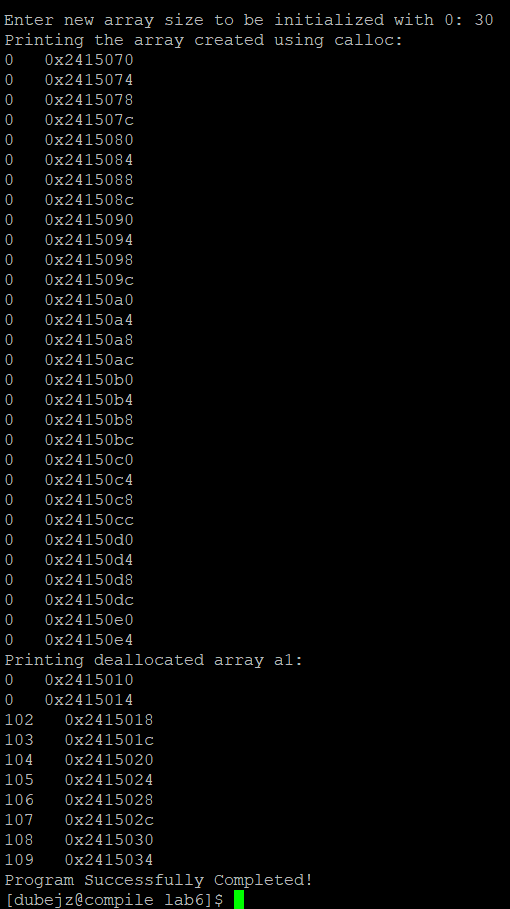 Enter new array size to be initialized with 0: 30
Printing the array created using calloc:
0   0x2415070
0   0x2415074
0   0x2415078
0   0x241507c
0   0x2415080
0   0x2415084
0   0x2415088
0   0x241508c
0   0x2415090
0   0x2415094
0   0x2415098
0   0x241509c
0   0x24150a0
0   0x24150a4
0   0x24150a8
0   0x24150ac
0   0x24150b0
0   0x24150b4
0   0x24150b8
0   0x24150bc
0   0x24150c0
0   0x24150c4
0   0x24150c8
0   0x24150cc
0   0x24150d0
0   0x24150d4
0   0x24150d8
0   0x24150dc
0   0x24150e0
0   0x24150e4
Printing deallocated array a1:
0   0x2415010
0   0x2415014
102   0x2415018
103   0x241501c
104   0x2415020
105   0x2415024
106   0x2415028
107   0x241502c
108   0x2415030
109   0x2415034
Program Successfully Completed!
[dubejz@compile lab6]$